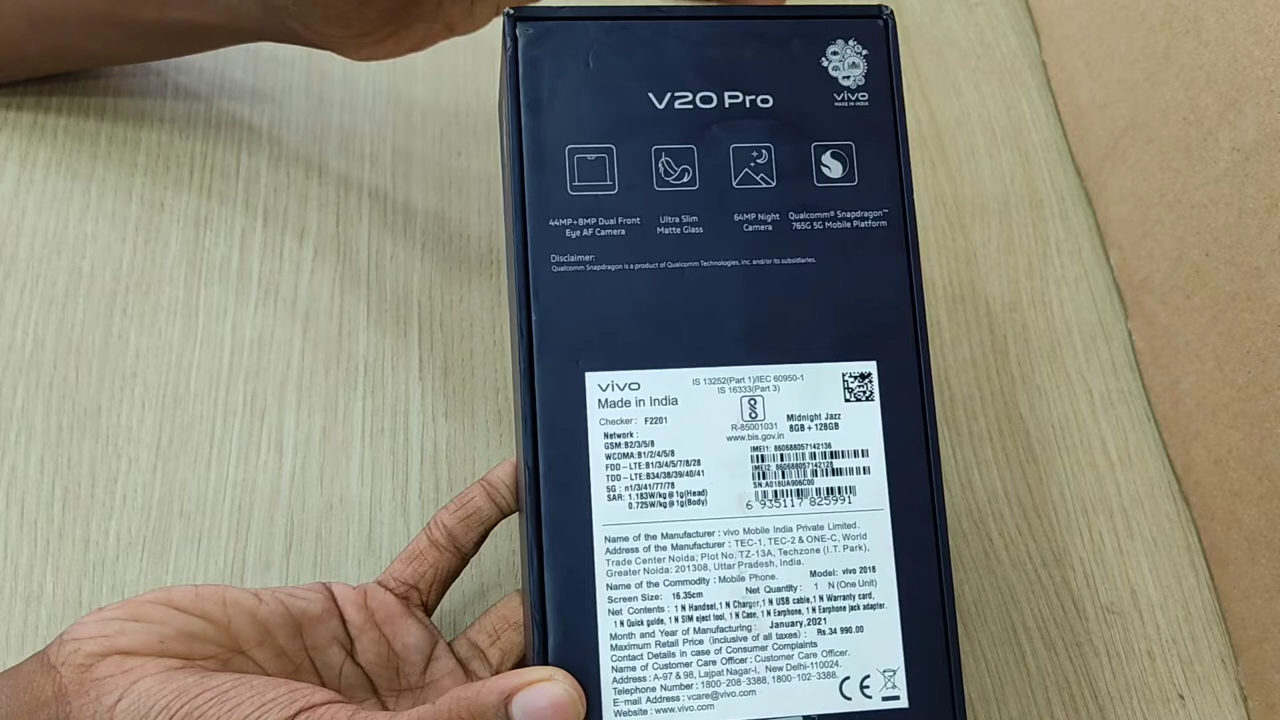 vivo
MAKE IN INDIA
V20 Pro
44MP+8MP Dual Front
Eye AF Camera
Ultra Slim
Matte Glass
64MP Night
Camera
Qualcomm® Snapdragon™
765G 5G Mobile Platform
Disclaimer:
Qualcomm Snapdragon is a product of Qualcomm Technologies, Inc. and/or its subsidiaries.
vivo
Made in India
IS 13252(Part 1)/IEC 60950-1
IS 16333(Part 3)
Checker: F2201
Network :
GSM:B2/3/5/8
WCDMA:B1/2/4/5/8
FDD-LTE:B1/3/4/5/7/8/28
TDD-LTE:B34/38/39/40/41
5G : n1/3/41/77/78
SAR: 1.183W/kg@1g(Head)
0.725W/kg@1g(Body)
R-85001031
www.bis.gov.in
Midnight Jazz
8GB+128GB
IMEI1: 860688057142136
IMEI2: 860688057142128
SN:A018UA906C00
6 935117 825991
Name of the Manufacturer : vivo Mobile India Private Limited.
Address of the Manufacturer : TEC-1, TEC-2 & ONE-C, World
Trade Center Noida; Plot No. TZ-13A, Techzone (I.T. Park),
Greater Noida: 201308, Uttar Pradesh, India.
Name of the Commodity : Mobile Phone. Model: vivo 2018
Screen Size: 16.35cm Net Quantity: 1 N (One Unit)
Net Contents : 1 N Handset,1 N Charger,1 N USB cable,1 N Warranty card,
1 N Quick guide, 1 N SIM eject tool, 1 N Case, 1 N Earphone, 1 N Earphone jack adapter.
Month and Year of Manufacturing: January,2021
Maximum Retail Price (inclusive of all taxes) : Rs.34 990.00
Contact Details in case of Consumer Complaints
Name of Customer Care Officer: Customer Care Officer.
Address : A-97 & 98, Lajpat Nagar-I, New Delhi-110024.
Telephone Number : 1800-208-3388, 1800-102-3388.
E-mail Address : vcare@vivo.com
Website : www.vivo.com
CE